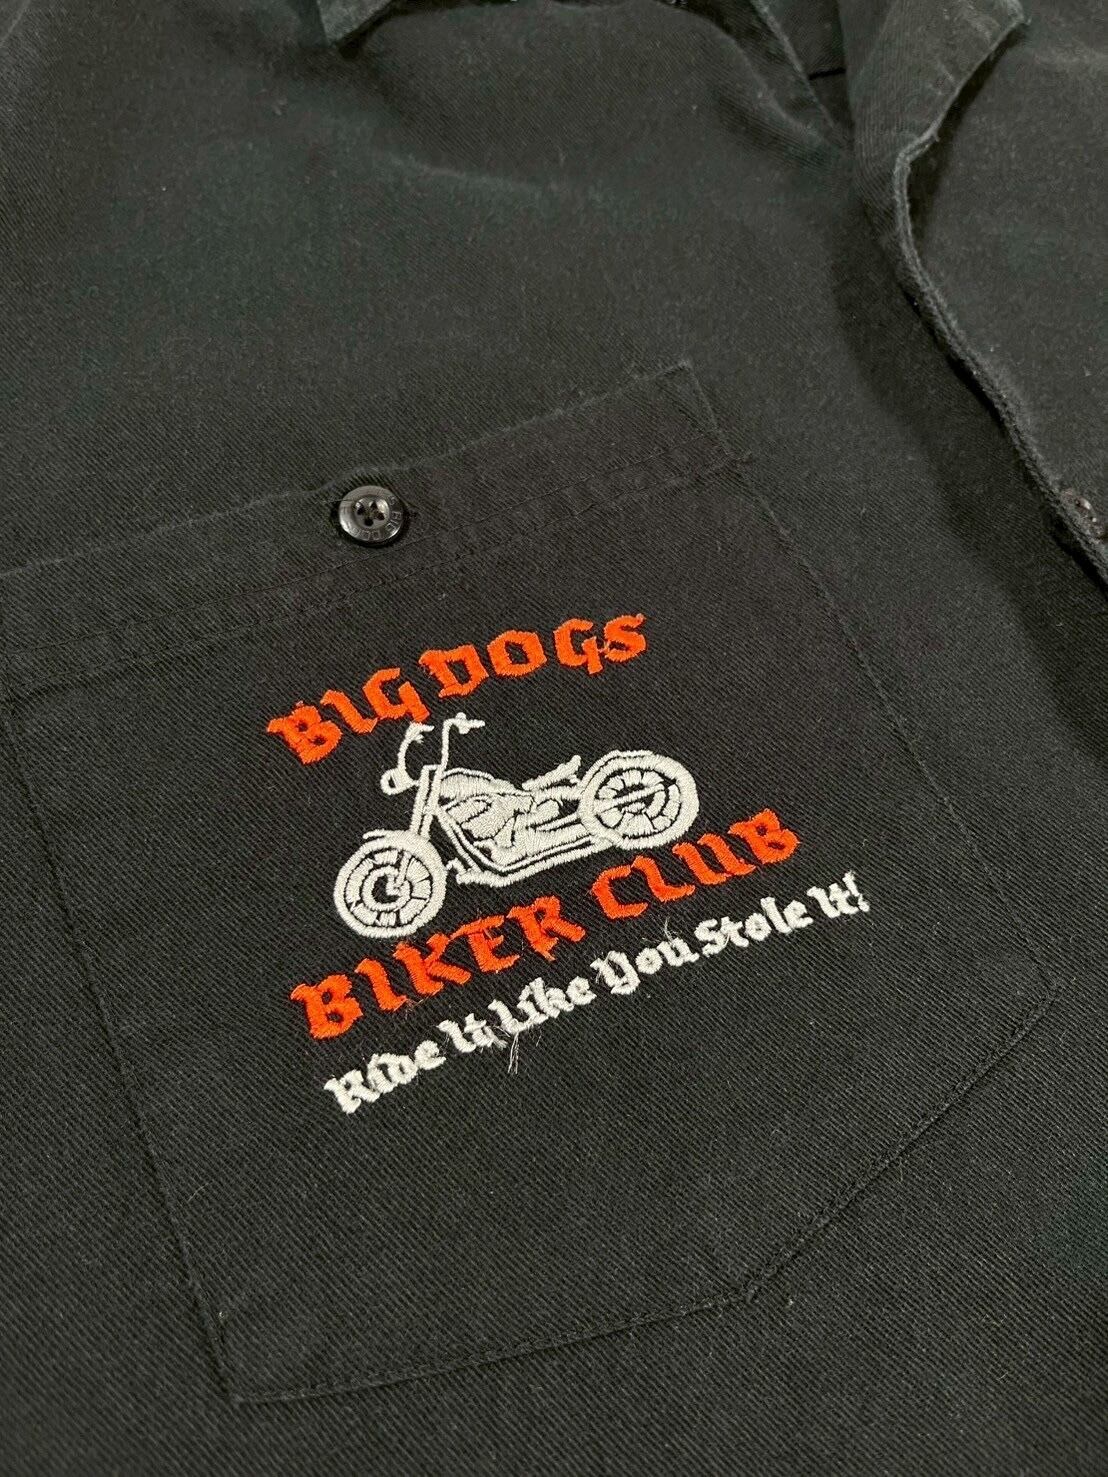 BIG DOGS
BIKER CLUB
Ride It Like You Stole It!